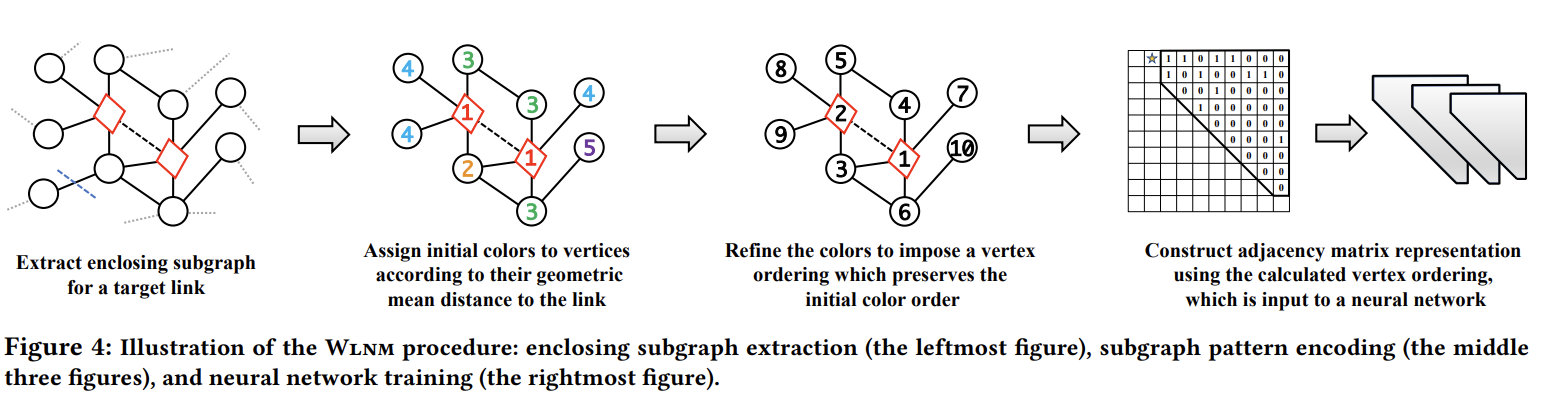 4 3
3 4
1
4 5
2 1
3
8 5
4 7
2
9 10
3 1
6
☆ 1 1 0 1 1 0 0 0
1 0 1 0 0 1 1 0
0 0 1 0 0 0 0
1 0 0 0 0 0
0 0 0 0 0
0 0 0 1
0 0 0
0 0
0
Extract enclosing subgraph
for a target link
Assign initial colors to vertices
according to their geometric
mean distance to the link
Refine the colors to impose a vertex
ordering which preserves the
initial color order
Construct adjacency matrix representation
using the calculated vertex ordering,
which is input to a neural network
Figure 4: Illustration of the WLNM procedure: enclosing subgraph extraction (the leftmost figure), subgraph pattern encoding (the middle
three figures), and neural network training (the rightmost figure).